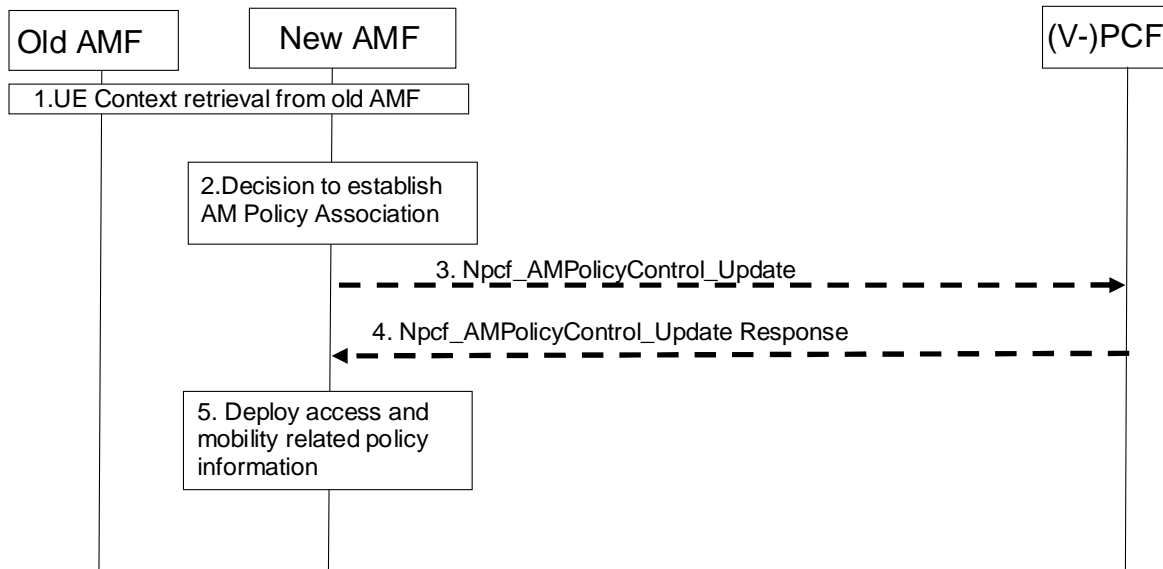 Old AMF
New AMF
(V-)PCF
1.UE Context retrieval from old AMF
2.Decision to establish
AM Policy Association
3. Npcf_AMPolicyControl_Update
4. Npcf_AMPolicyControl_Update Response
5. Deploy access and
mobility related policy
information